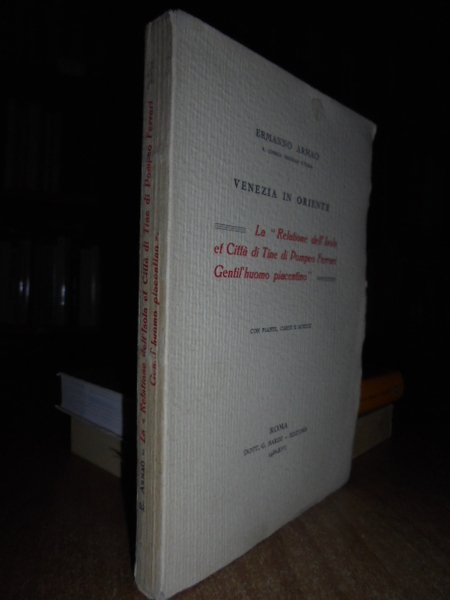 ERMANNO ARMAO
VENEZIA IN ORIENTE
La "Relatione dell'Isola
et Città di Tine di Pompeo Ferrari
Gentil'huomo piacentino"
CON PIANTE, CARTE E
ROMA
DOTT. G. BARDI - EDITORE
E. ARMAO - La "Relatione dell'Isola et Città di Tine di Pompeo Ferrari
Gentil'huomo piacentino"